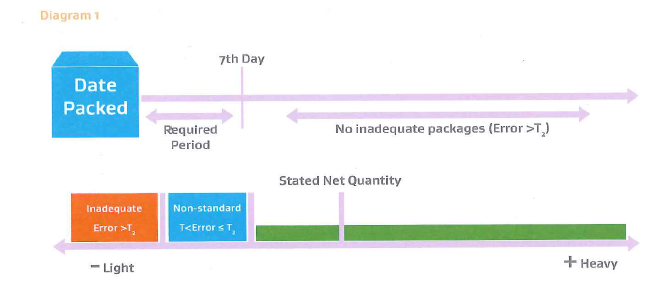 Diagram 1
7th Day
Date
Packed
Required
Period
No inadequate packages (Error >T₂)
Stated Net Quantity
Inadequate
Error >T₂
Non-standard
T<Error ≤ T₂
− Light
+ Heavy